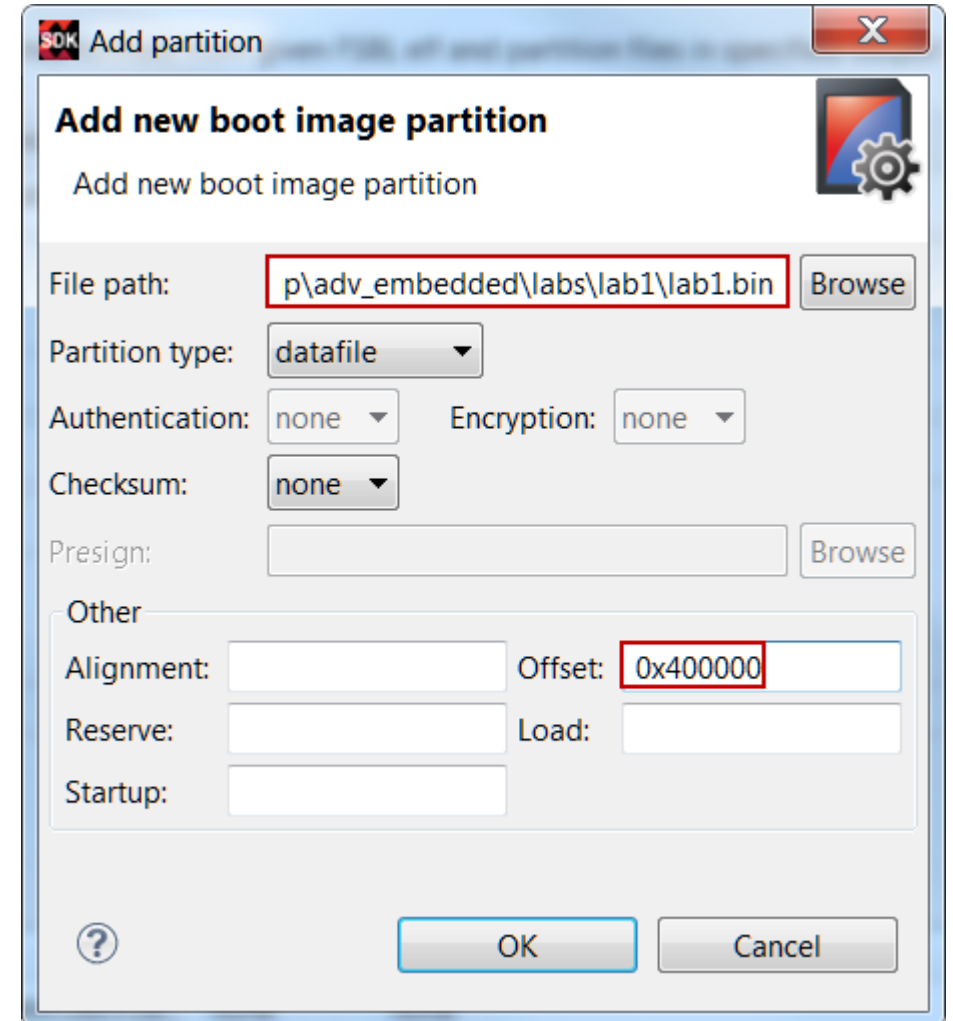 SDK Add partition
Add new boot image partition
Add new boot image partition
File path: p\adv_embedded\labs\lab1\lab1.bin Browse
Partition type: datafile
Authentication: none Encryption: none
Checksum: none
Presign: Browse
Other
Alignment: Offset: 0x400000
Reserve: Load:
Startup:
? OK Cancel